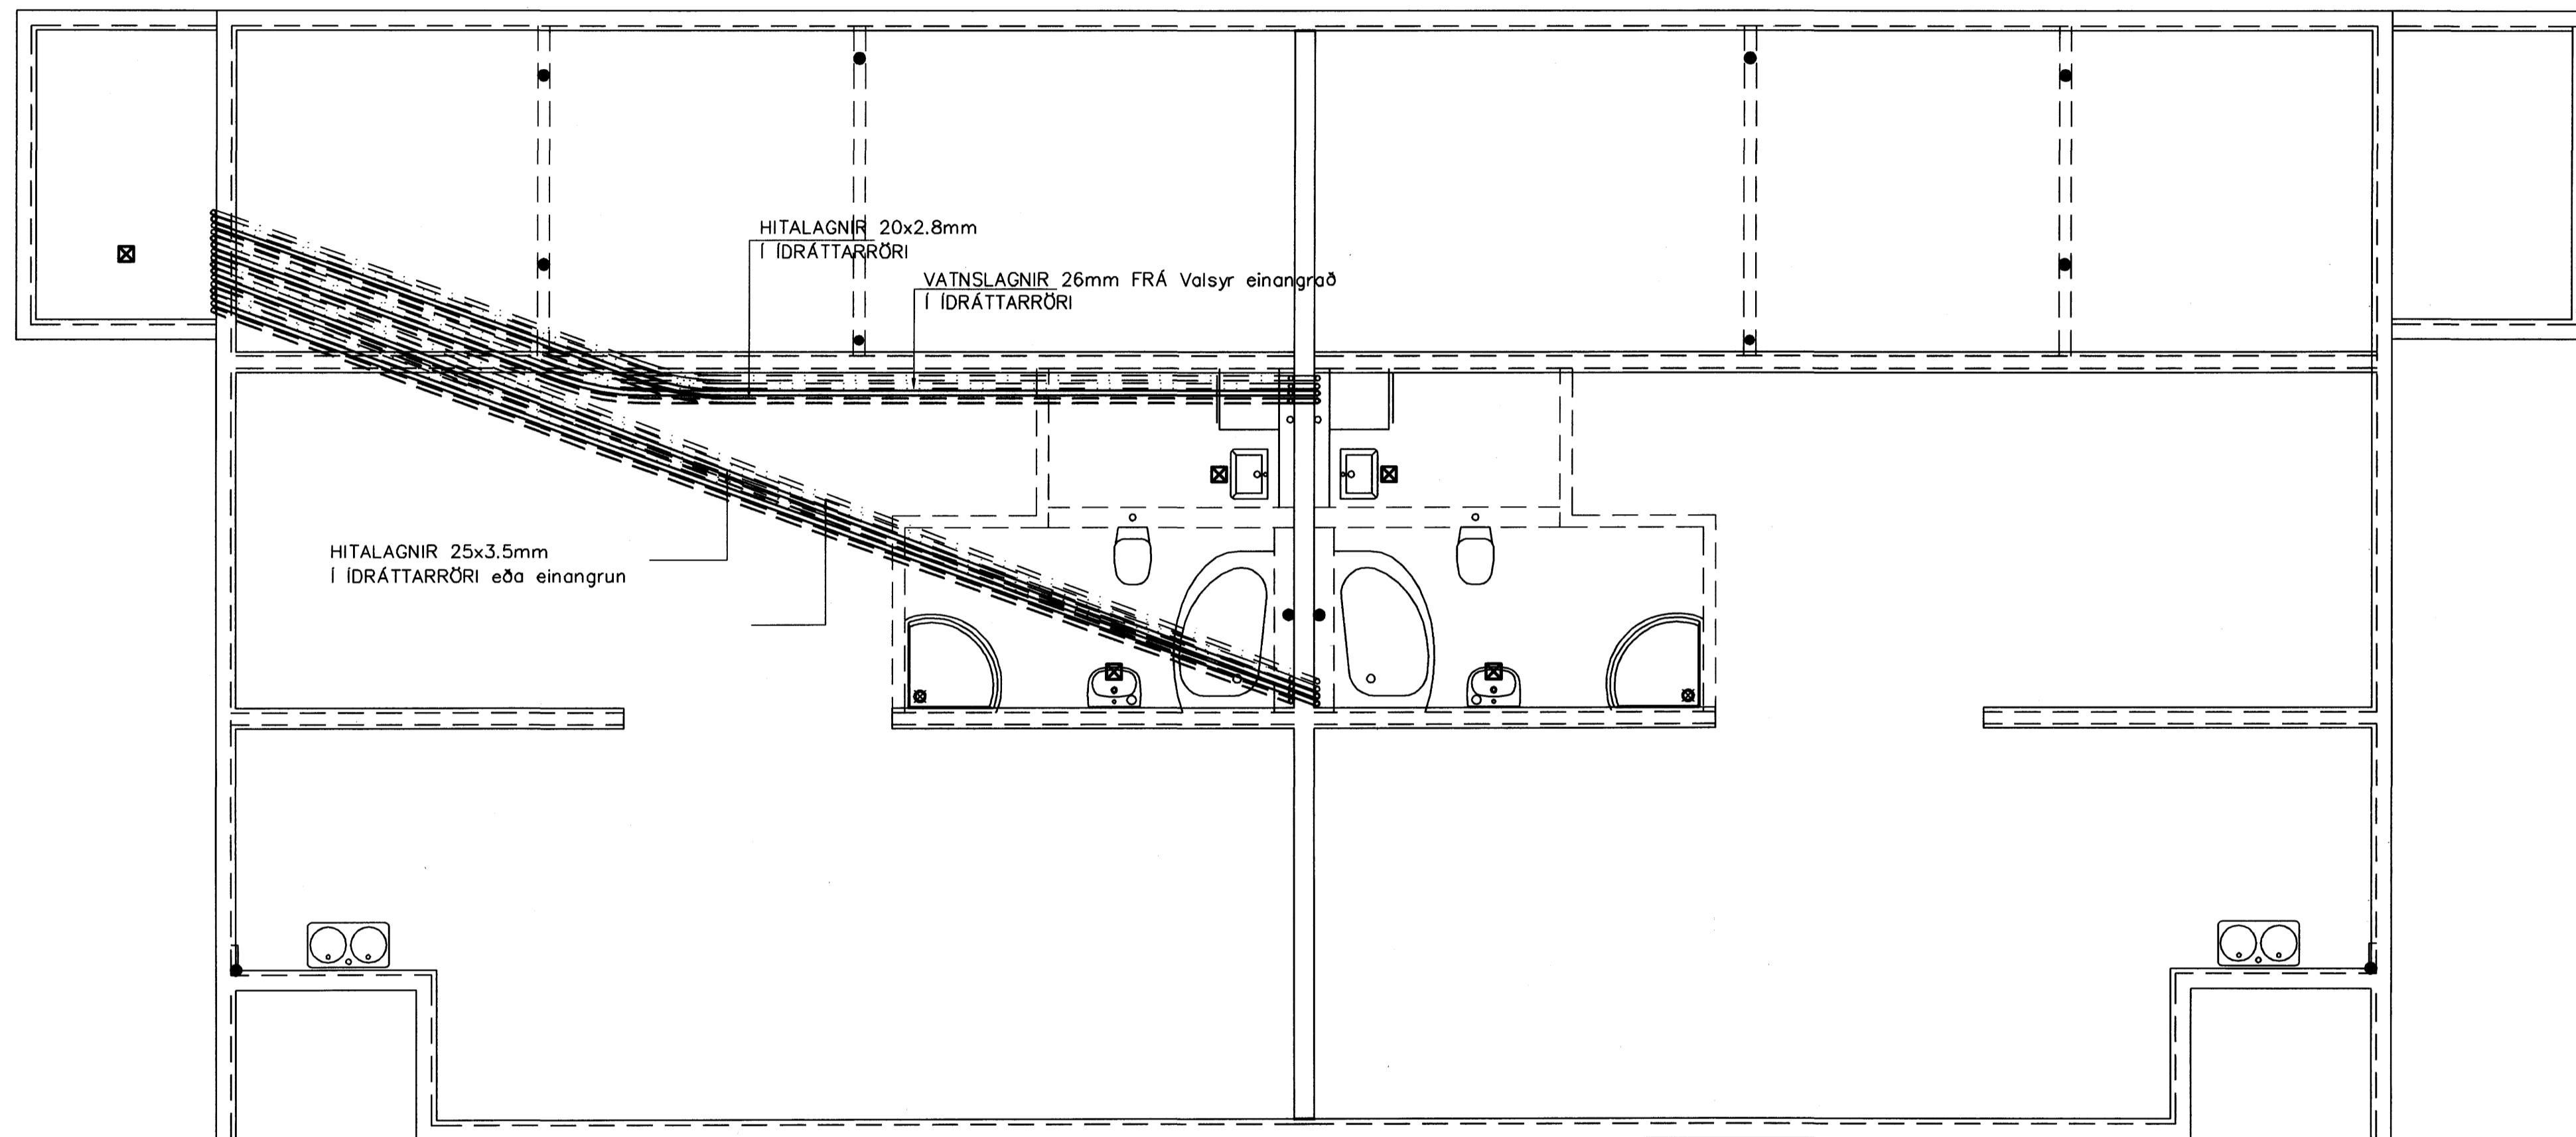 HITALAGNIR 20x2.8mm
Í ÍDRÁTTARRÖRI
VATNSLAGNIR 26mm FRÁ Valsyr einangrað
Í ÍDRÁTTARRÖRI
HITALAGNIR 25x3.5mm
Í ÍDRÁTTARRÖRI eða einangrun